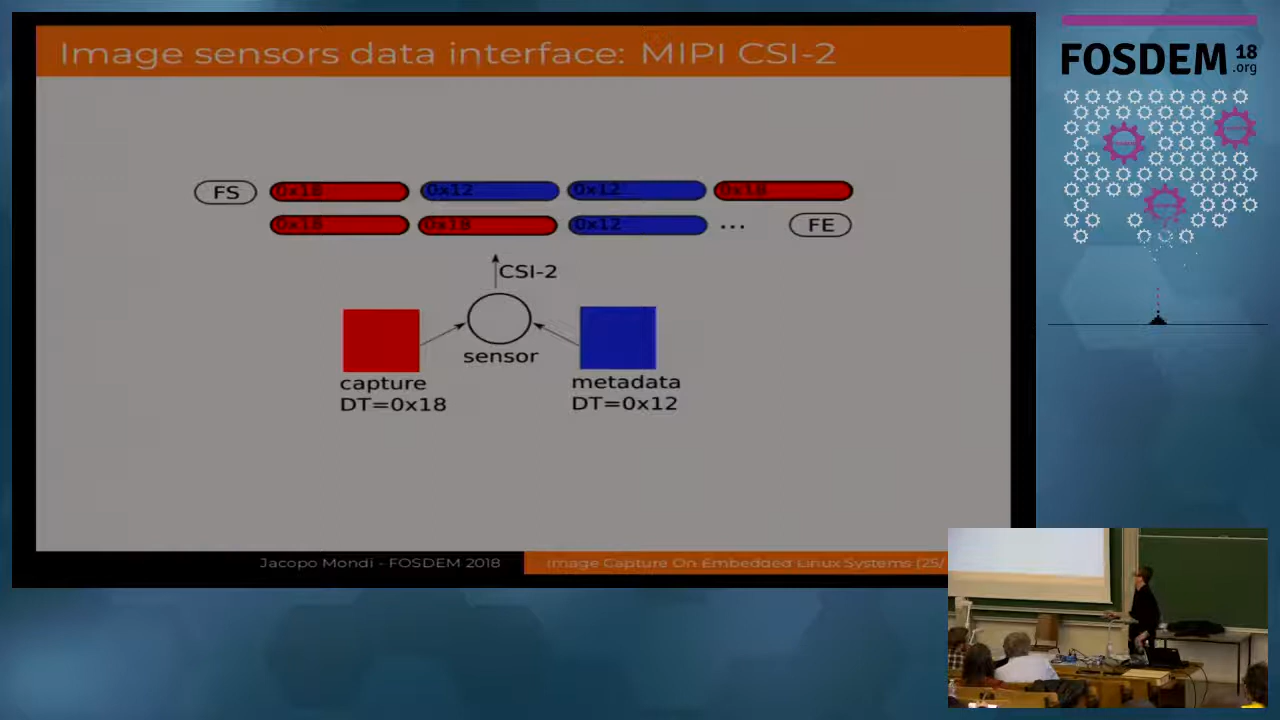 Image sensors data interface: MIPI CSI-2
FS 0x18 0x12 0x12 0x18
0x18 0x18 0x12 ... FE
CSI-2
sensor
capture
DT=0x18
metadata
DT=0x12
Jacopo Mondi - FOSDEM 2018
Image Capture On Embedded Linux Systems (25/
FOSDEM 18
.org